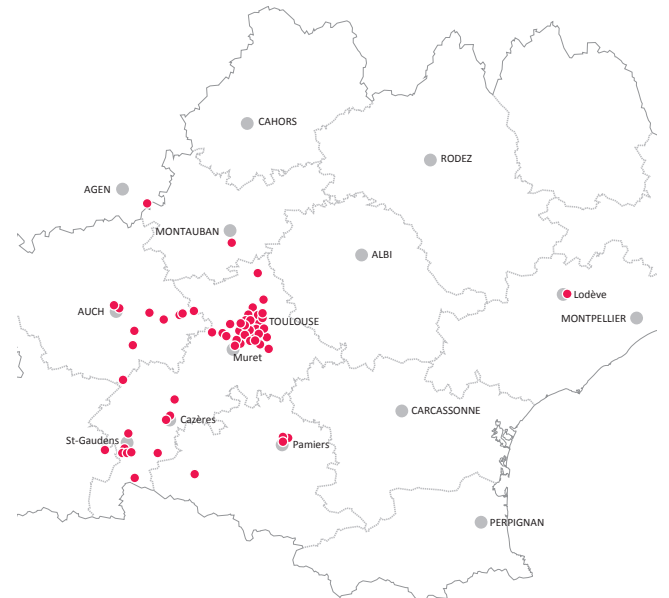 CAHORS
RODEZ
AGEN
MONTAUBAN
ALBI
Lodève
AUCH
MONTPELLIER
TOULOUSE
Muret
CARCASSONNE
Cazères
St-Gaudens
Pamiers
PERPIGNAN